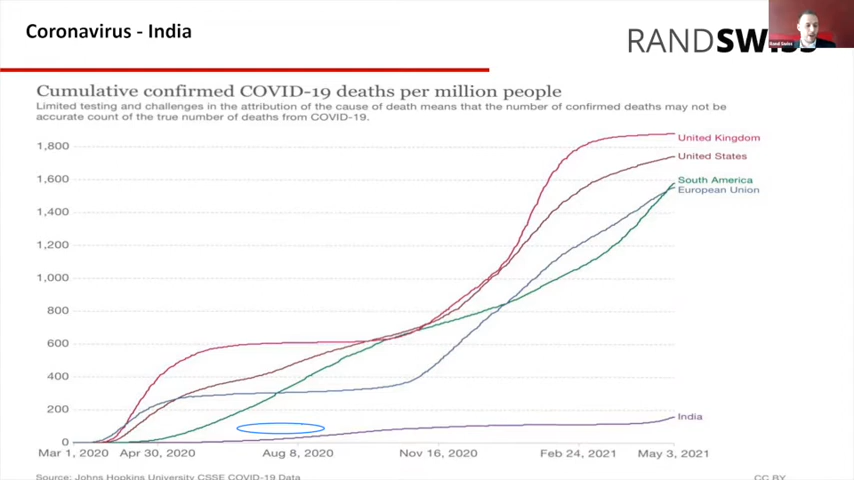 Coronavirus - India
RANDSWISS
Rand Swiss
Cumulative confirmed COVID-19 deaths per million people
Limited testing and challenges in the attribution of the cause of death means that the number of confirmed deaths may not be
accurate count of the true number of deaths from COVID-19.
1,800
1,600
1,400
1,200
1,000
800
600
400
200
0
United Kingdom
United States
South America
European Union
India
Mar 1, 2020 Apr 30, 2020 Aug 8, 2020 Nov 16, 2020 Feb 24, 2021 May 3, 2021
Source: Johns Hopkins University CSSE COVID-19 Data CC BY